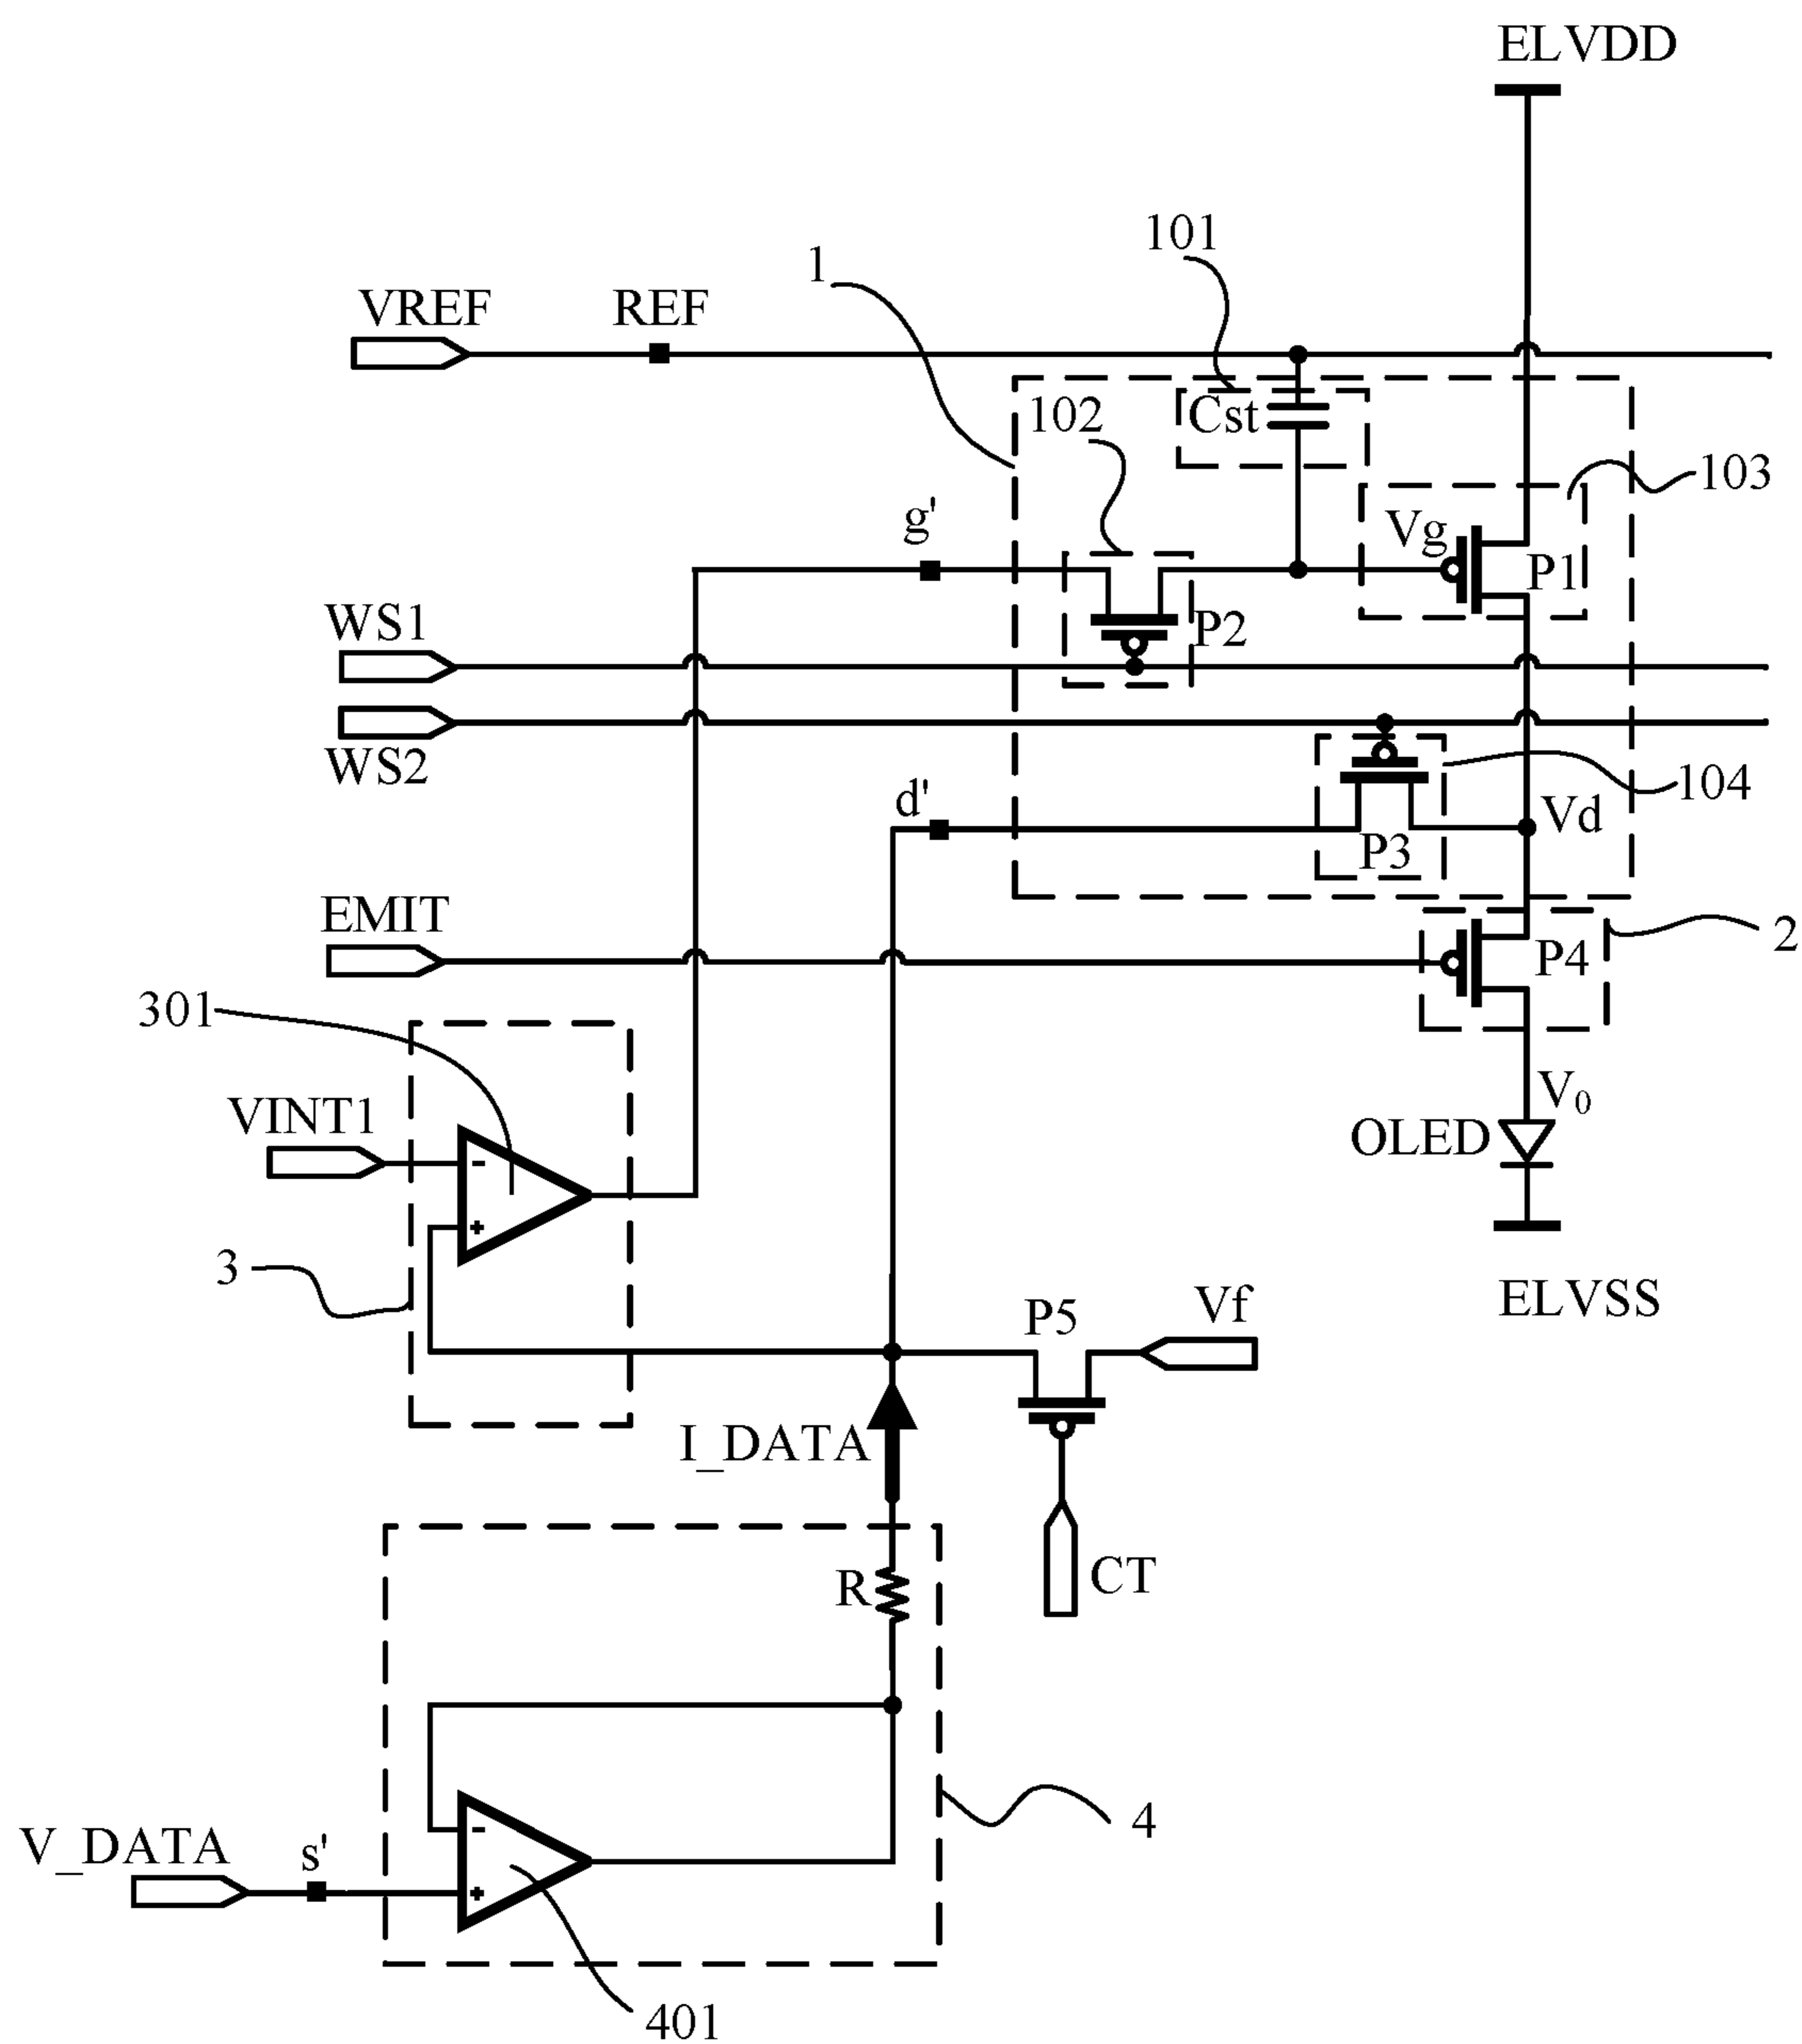 ELVDD
101
1
VREF
REF
Cst
102
103
g'
Vg
P1
WS1
P2
WS2
104
d'
Vd
P3
EMIT
2
P4
301
V₀
VINT1
OLED
-
+
3
ELVSS
P5
Vf
I_DATA
R
CT
4
V_DATA
s'
-
+
401